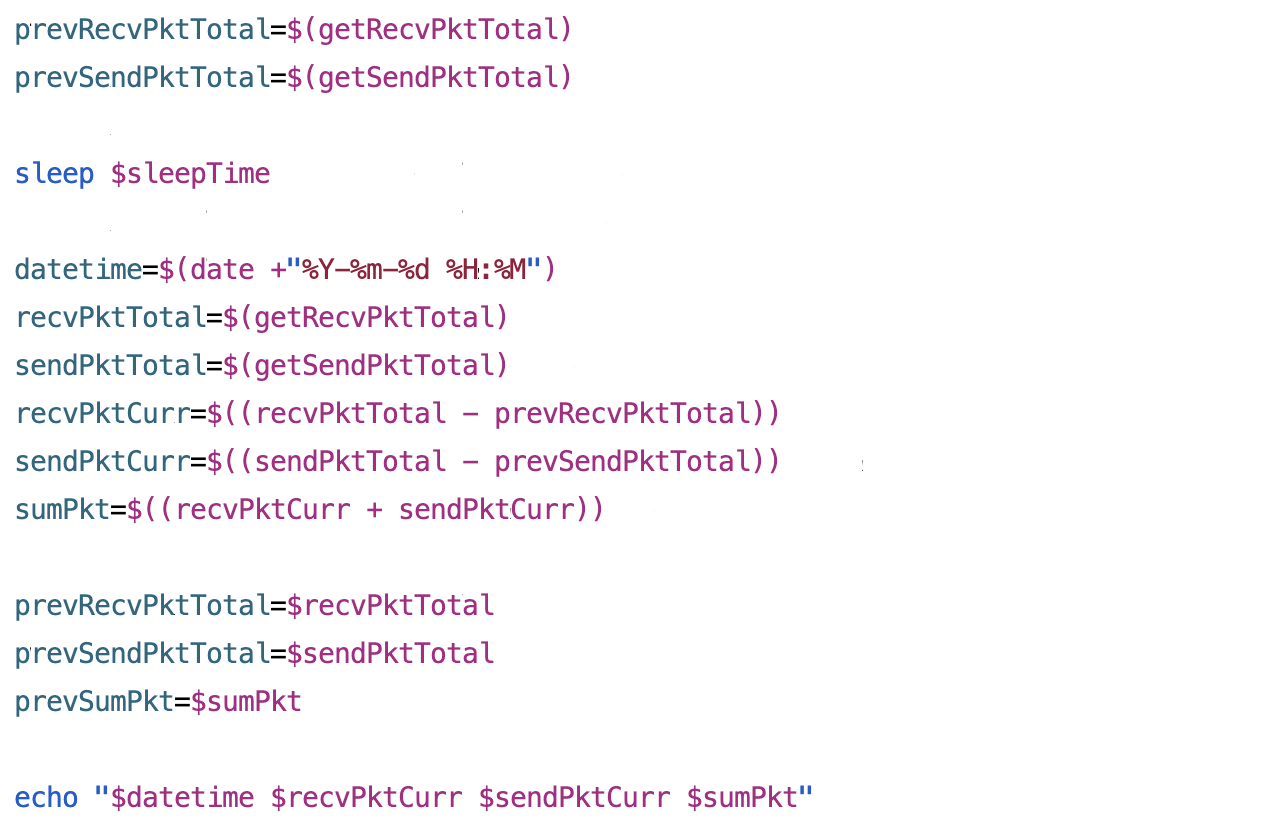 prevRecvPktTotal=$(getRecvPktTotal)
prevSendPktTotal=$(getSendPktTotal)
sleep $sleepTime
datetime=$(date +"%Y-%m-%d %H:%M")
recvPktTotal=$(getRecvPktTotal)
sendPktTotal=$(getSendPktTotal)
recvPktCurr=$((recvPktTotal - prevRecvPktTotal))
sendPktCurr=$((sendPktTotal - prevSendPktTotal))
sumPkt=$((recvPktCurr + sendPktCurr))
prevRecvPktTotal=$recvPktTotal
prevSendPktTotal=$sendPktTotal
prevSumPkt=$sumPkt
echo "$datetime $recvPktCurr $sendPktCurr $sumPkt"